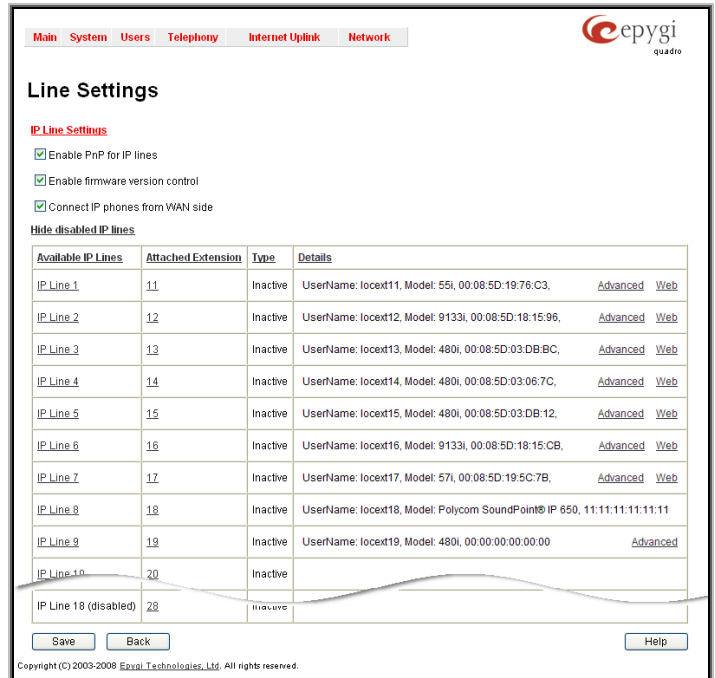 Main System Users Telephony Internet Uplink Network
epygi
quadro
Line Settings
IP Line Settings
Enable PnP for IP lines
Enable firmware version control
Connect IP phones from WAN side
Hide disabled IP lines
Available IP Lines Attached Extension Type Details
IP Line 1 11 Inactive UserName: locext11, Model: 55i, 00:08:5D:19:76:C3, Advanced Web
IP Line 2 12 Inactive UserName: locext12, Model: 9133i, 00:08:5D:18:15:96, Advanced Web
IP Line 3 13 Inactive UserName: locext13, Model: 480i, 00:08:5D:03:DB:BC, Advanced Web
IP Line 4 14 Inactive UserName: locext14, Model: 480i, 00:08:5D:03:06:7C, Advanced Web
IP Line 5 15 Inactive UserName: locext15, Model: 480i, 00:08:5D:03:DB:12, Advanced Web
IP Line 6 16 Inactive UserName: locext16, Model: 9133i, 00:08:5D:18:15:CB, Advanced Web
IP Line 7 17 Inactive UserName: locext17, Model: 57i, 00:08:5D:19:5C:7B, Advanced Web
IP Line 8 18 Inactive UserName: locext18, Model: Polycom SoundPoint® IP 650, 11:11:11:11:11:11
IP Line 9 19 Inactive UserName: locext19, Model: 480i, 00:00:00:00:00:00 Advanced
IP Line 20 Inactive
IP Line 18 (disabled) 28 Inactive
Save Back Help
Copyright (C) 2003-2008 Epygi Technologies, Ltd. All rights reserved.